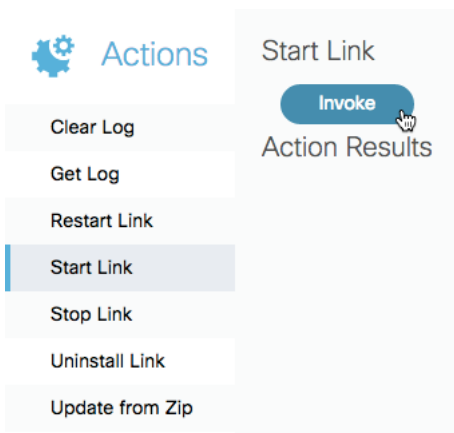 Actions
Clear Log
Get Log
Restart Link
Start Link
Stop Link
Uninstall Link
Update from Zip
Start Link
Invoke
Action Results